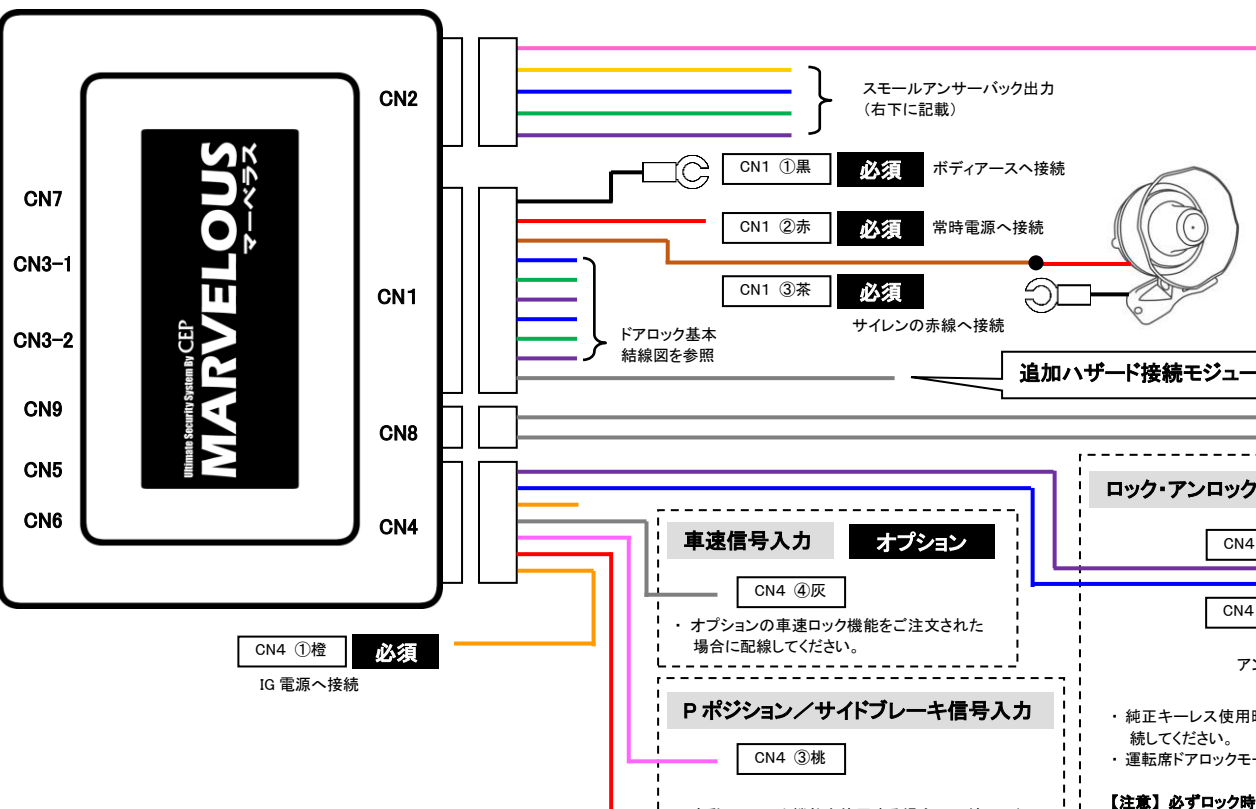 CN2
スモールアンサーバック出力
(右下に記載)
CN7
CN3-1
CN3-2
CN9
CN5
CN6
Ultimate Security System By CEP
MARVELOUS
マーベラス
CN1 ①黒 必須 ボディアースへ接続
CN1 ②赤 必須 常時電源へ接続
CN1
CN1 ③茶 必須
サイレンの赤線へ接続
ドアロック基本
結線図を参照
追加ハザード接続モジュー
CN8
CN4
ロック・アンロック
CN4
CN4
車速信号入力 オプション
CN4 ④灰
・ オプションの車速ロック機能をご注文された
場合に配線してください。
CN4 ①橙 必須
IG 電源へ接続
P ポジション／サイドブレーキ信号入力
CN4 ③桃
・ 純正キーレス使用
続してください。
・ 運転席ドアロックモー
【注意】 必ずロック時